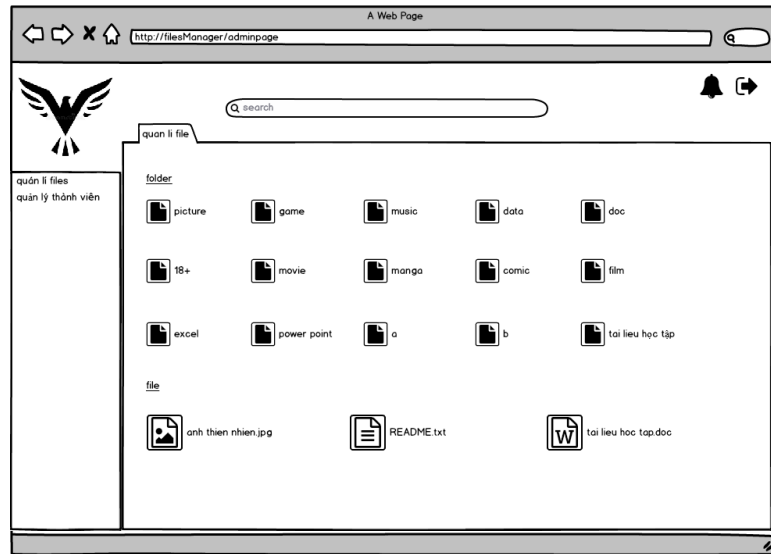 A Web Page
http://filesManager/adminpage
search
quan li file
quản lí files
quản lý thành viên
folder
picture game music data doc
18+ movie manga comic film
excel power point a b tai lieu học tập
file
anh thien nhien.jpg README.txt tai lieu hoc tap.doc
W